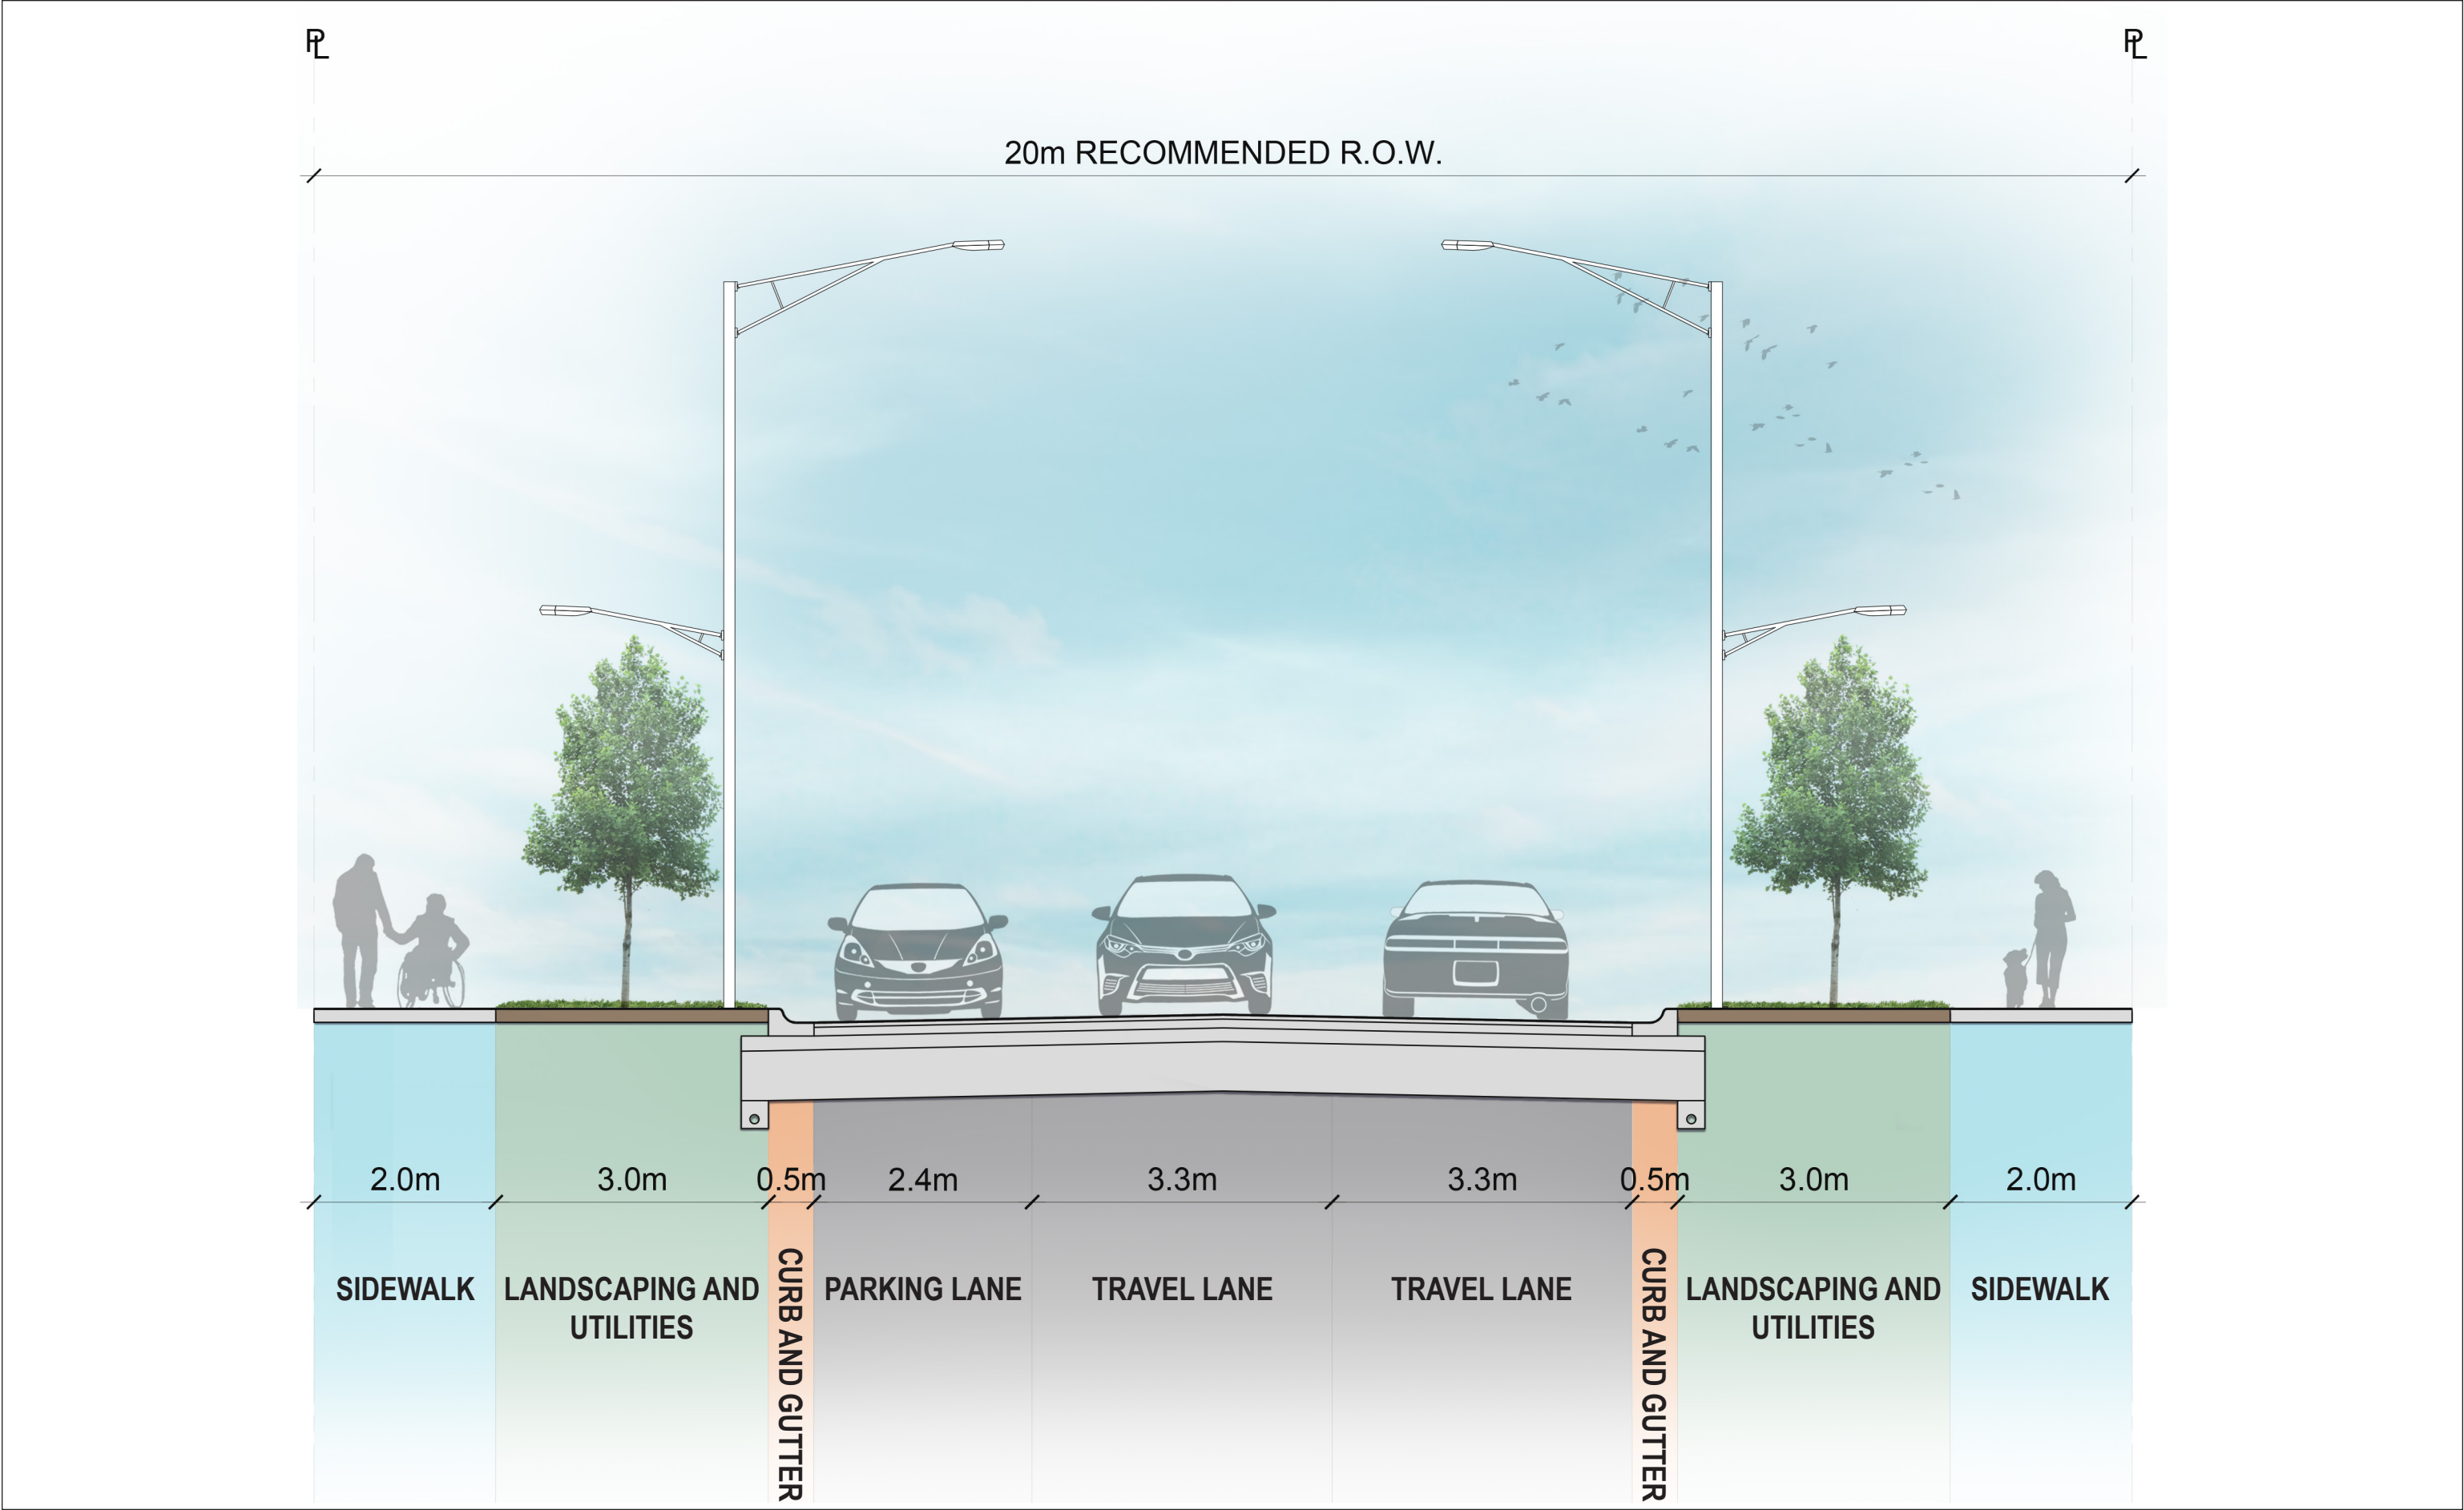 PL PL
20m RECOMMENDED R.O.W.
2.0m 3.0m 0.5m 2.4m 3.3m 3.3m 0.5m 3.0m 2.0m
SIDEWALK LANDSCAPING AND PARKING LANE TRAVEL LANE TRAVEL LANE LANDSCAPING AND SIDEWALK
UTILITIES UTILITIES
CURB AND GUTTER
CURB AND GUTTER